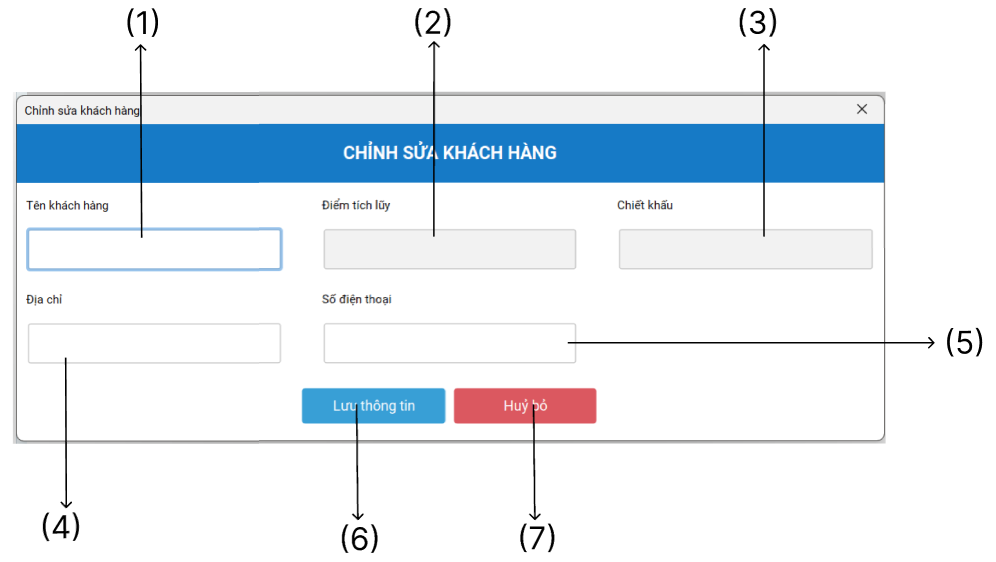 (1)
(2)
(3)
Chỉnh sửa khách hàng
CHỈNH SỬA KHÁCH HÀNG
Tên khách hàng
Điểm tích lũy
Chiết khấu
Địa chỉ
Số điện thoại
(5)
Lưu thông tin
Huỷ bỏ
(4)
(6)
(7)